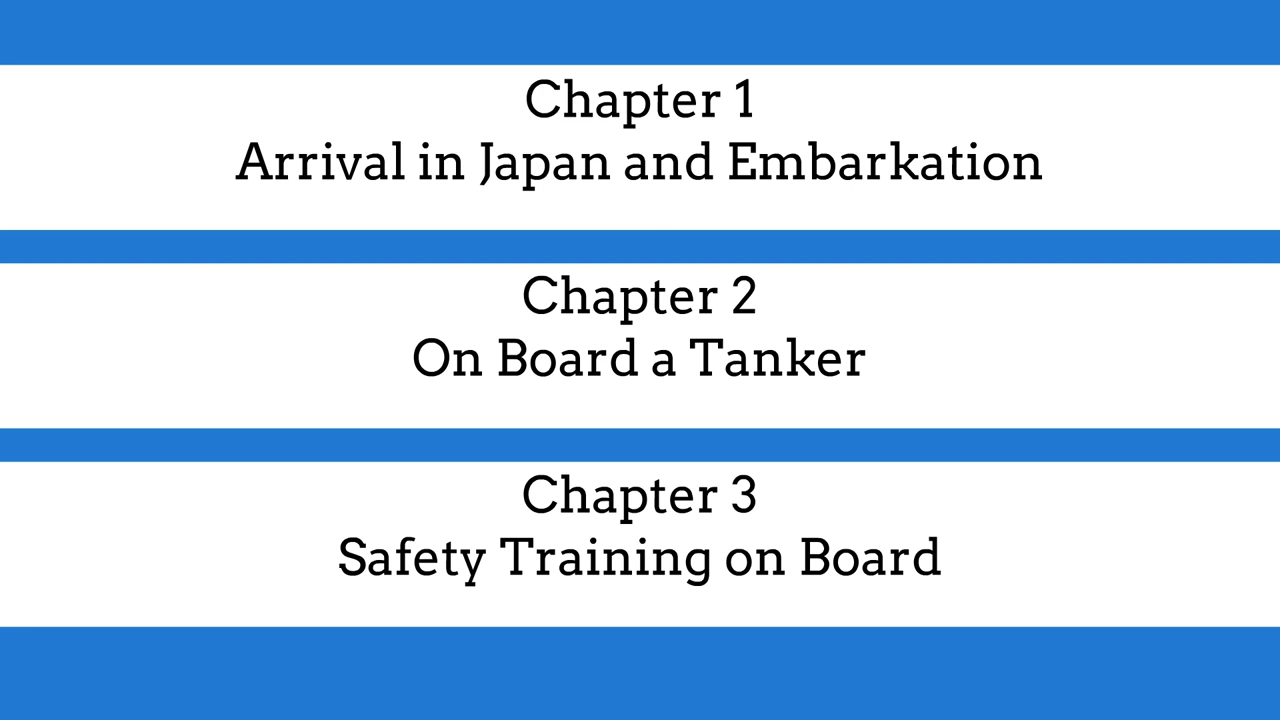 Chapter 1
Arrival in Japan and Embarkation
Chapter 2
On Board a Tanker
Chapter 3
Safety Training on Board